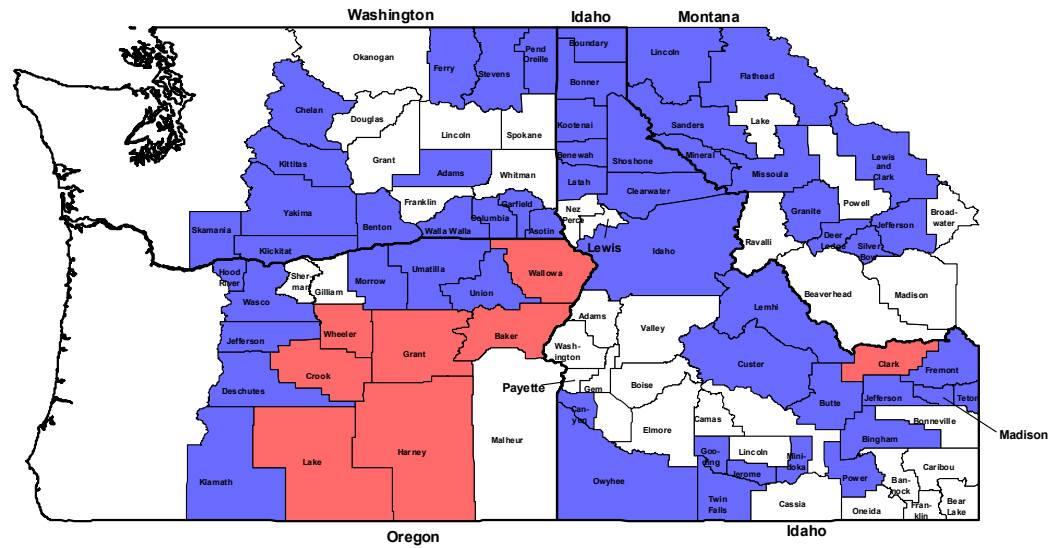 Washington
Idaho
Montana
Okanogan
Ferry
Stevens
Pend
Oreille
Boundary
Bonner
Lincoln
Flathead
Chelan
Douglas
Lincoln
Spokane
Kootenai
Sanders
Lake
Kittitas
Grant
Adams
Whitman
Benewah
Shoshone
Mineral
Missoula
Lewis
and
Clark
Latah
Clearwater
Franklin
Garfield
Columbia
Yakima
Benton
Walla Walla
Asotin
Nez
Perce
Lewis
Idaho
Ravalli
Granite
Powell
Jefferson
Broad-
water
Deer
Lodge
Silver
Bow
Skamania
Klickitat
Hood
River
Sher-
man
Gilliam
Morrow
Umatilla
Union
Wallowa
Wasco
Jefferson
Wheeler
Grant
Baker
Adams
Valley
Lemhi
Beaverhead
Madison
Wash-
ington
Custer
Clark
Fremont
Crook
Deschutes
Payette
Gem
Boise
Butte
Jefferson
Teton
Can-
yon
Elmore
Camas
Bonneville
Madison
Malheur
Bingham
Lake
Harney
Klamath
Owyhee
Goo-
ding
Lincoln
Jerome
Mini-
doka
Power
Ban-
nock
Caribou
Twin
Falls
Cassia
Oneida
Fran-
klin
Bear
Lake
Oregon
Idaho